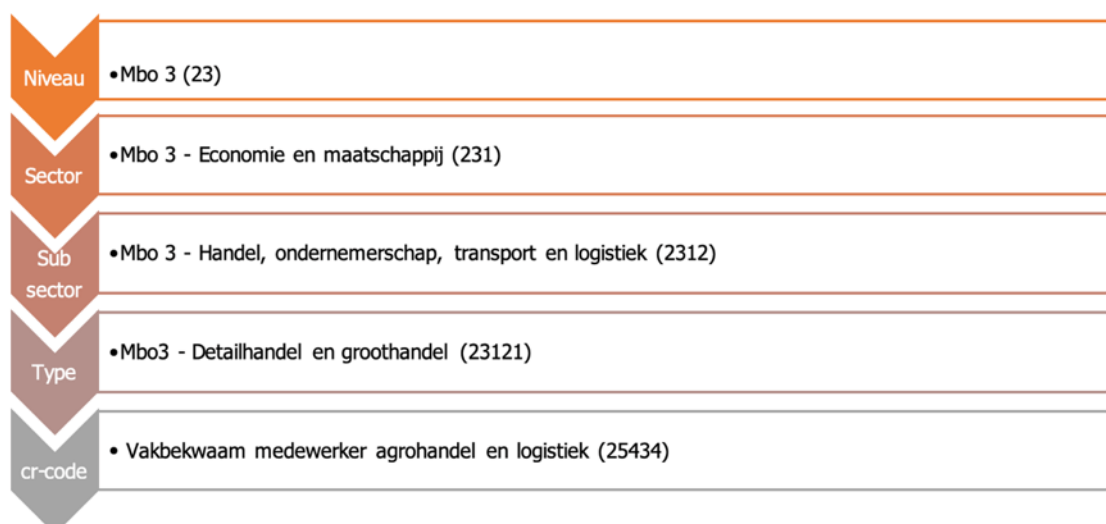 Niveau
•Mbo 3 (23)
Sector
•Mbo 3 - Economie en maatschappij (231)
Sub
sector
•Mbo 3 - Handel, ondernemerschap, transport en logistiek (2312)
Type
•Mbo3 - Detailhandel en groothandel (23121)
cr-code
• Vakbekwaam medewerker agrohandel en logistiek (25434)